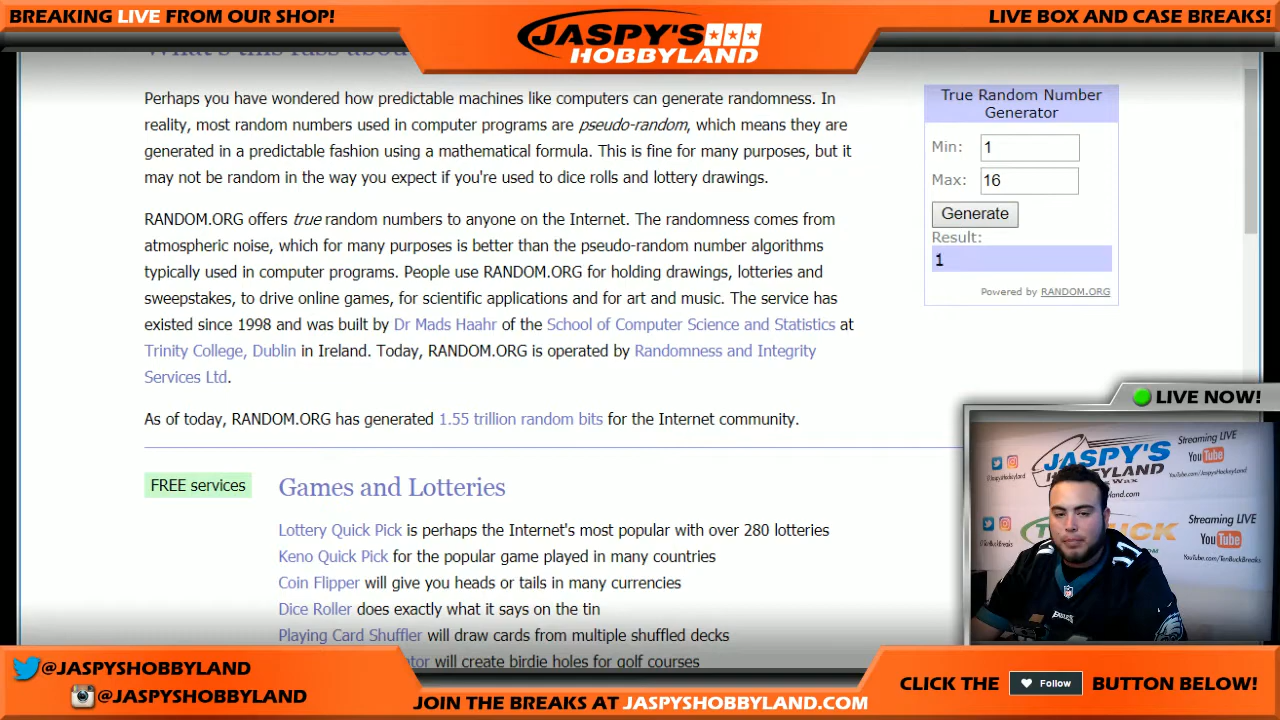 BREAKING LIVE FROM OUR SHOP!
JASPY'S
HOBBYLAND
LIVE BOX AND CASE BREAKS!
What's this fuss abou
Perhaps you have wondered how predictable machines like computers can generate randomness. In
reality, most random numbers used in computer programs are pseudo-random, which means they are
generated in a predictable fashion using a mathematical formula. This is fine for many purposes, but it
may not be random in the way you expect if you're used to dice rolls and lottery drawings.
RANDOM.ORG offers true random numbers to anyone on the Internet. The randomness comes from
atmospheric noise, which for many purposes is better than the pseudo-random number algorithms
typically used in computer programs. People use RANDOM.ORG for holding drawings, lotteries and
sweepstakes, to drive online games, for scientific applications and for art and music. The service has
existed since 1998 and was built by Dr Mads Haahr of the School of Computer Science and Statistics at
Trinity College, Dublin in Ireland. Today, RANDOM.ORG is operated by Randomness and Integrity
Services Ltd.
As of today, RANDOM.ORG has generated 1.55 trillion random bits for the Internet community.
True Random Number
Generator
Min: 1
Max: 16
Generate
Result:
1
Powered by RANDOM.ORG
FREE services
Games and Lotteries
Lottery Quick Pick is perhaps the Internet's most popular with over 280 lotteries
Keno Quick Pick for the popular game played in many countries
Coin Flipper will give you heads or tails in many currencies
Dice Roller does exactly what it says on the tin
Playing Card Shuffler will draw cards from multiple shuffled decks
will create birdie holes for golf courses
LIVE NOW!
JASPY'S
HOBBYLAND
Streaming LIVE
YouTube
YouTube.com/JaspysHockeyLand
Streaming LIVE
YouTube
YouTube.com/TenBuckBreaks
EAGLES
11
@JASPYSHOBBYLAND
@JASPYSHOBBYLAND
JOIN THE BREAKS AT JASPYSHOBBYLAND.COM
CLICK THE Follow BUTTON BELOW!